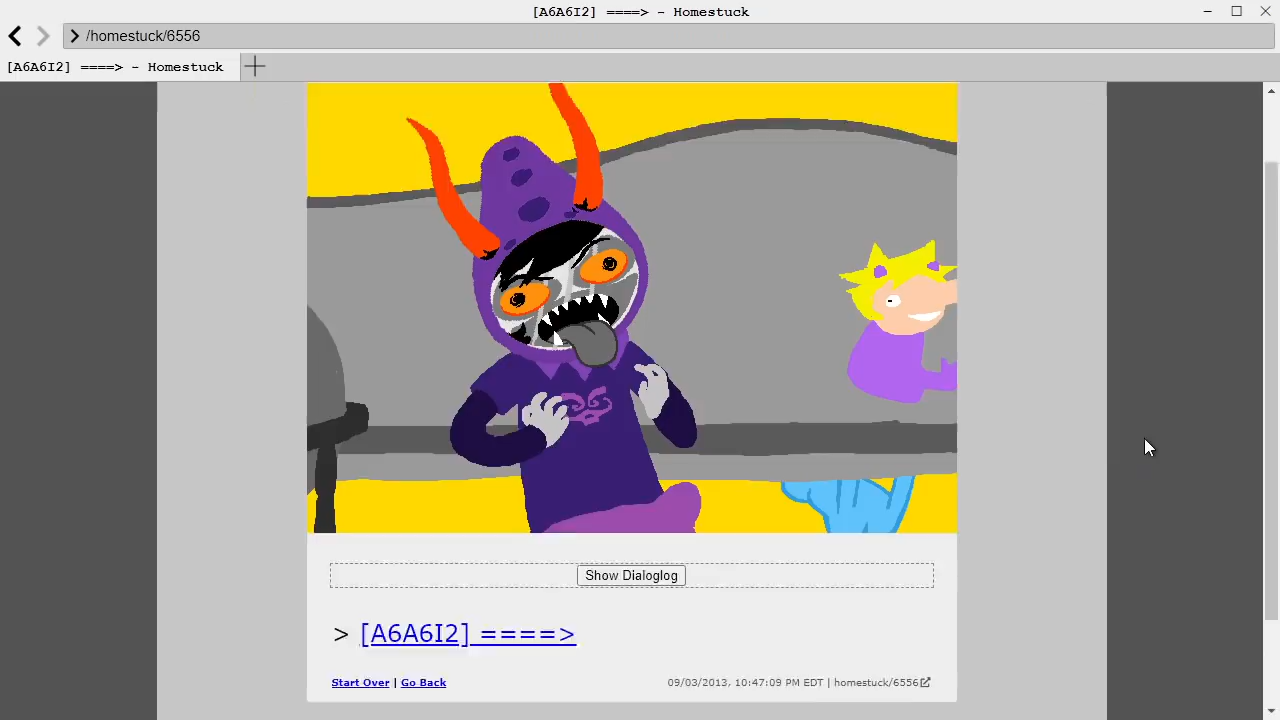 [A6A6I2] ====> - Homestuck
/homestuck/6556
[A6A6I2] ====> - Homestuck
Show Dialoglog
> [A6A6I2] ====>
Start Over | Go Back
09/03/2013, 10:47:09 PM EDT | homestuck/6556